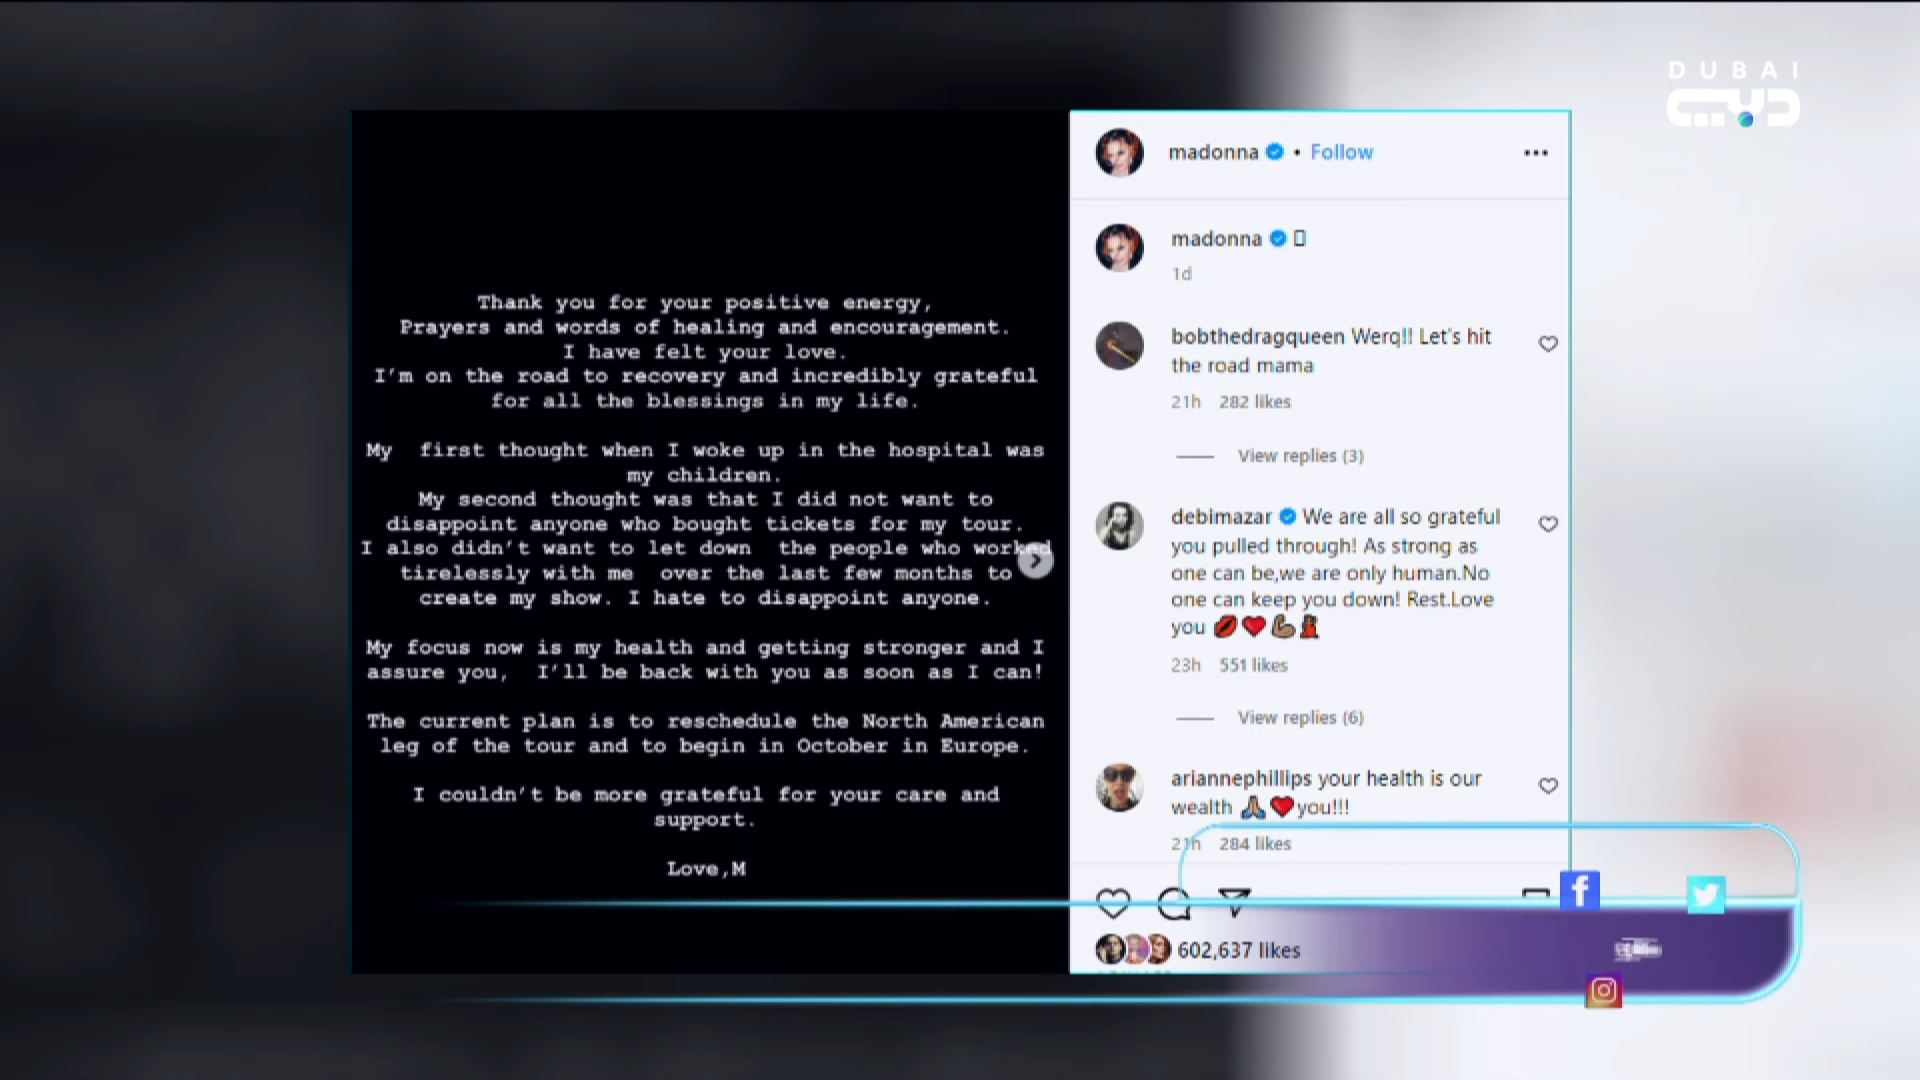 DUBAI
دبي
Thank you for your positive energy,
Prayers and words of healing and encouragement.
I have felt your love.
I'm on the road to recovery and incredibly grateful
for all the blessings in my life.
My first thought when I woke up in the hospital was
my children.
My second thought was that I did not want to
disappoint anyone who bought tickets for my tour.
I also didn't want to let down the people who worked
tirelessly with me over the last few months to
create my show. I hate to disappoint anyone.
My focus now is my health and getting stronger and I
assure you, I'll be back with you as soon as I can!
The current plan is to reschedule the North American
leg of the tour and to begin in October in Europe.
I couldn't be more grateful for your care and
support.
Love,M
madonna • Follow
madonna
1d
bobthedragqueen Werq!! Let's hit
the road mama
21h 282 likes
View replies (3)
debimazar We are all so grateful
you pulled through! As strong as
one can be,we are only human.No
one can keep you down! Rest.Love
you
23h 551 likes
View replies (6)
ariannephillips your health is our
wealth you!!!
21h 284 likes
602,637 likes